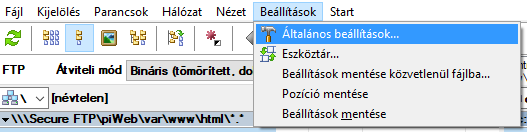 Fájl Kijelölés Parancsok Hálózat Nézet Beállítások Start
Általános beállítások...
Eszköztár...
FTP Átviteli mód Bináris (tömörített, do
Beállítások mentése közvetlenül fájlba...
\ [névtelen]
Pozíció mentése
\\\Secure FTP\piWeb\var\www\html\*.*
Beállítások mentése